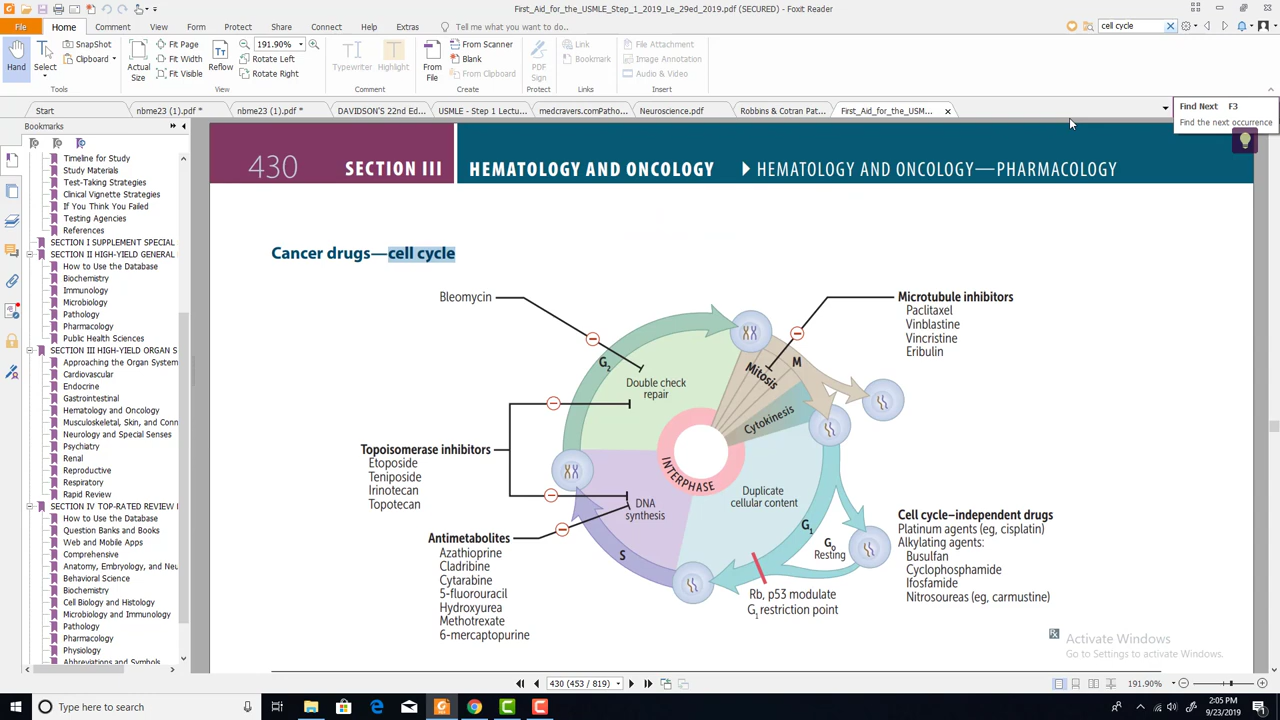 First_Aid_for_the_USMLE_Step_1_2019_Le_29ed_2019.pdf (SECURED) - Foxit Reader
File Home Comment View Form Protect Share Connect Help Extras Tell me what you want to do... cell cycle
Hand
Select
SnapShot
Clipboard
Tools
Actual Size
Fit Page
Fit Width
Fit Visible
Reflow
191.90%
Rotate Left
Rotate Right
View
Typewriter
Highlight
Comment
From File
From Scanner
Blank
From Clipboard
Create
PDF Sign
Protect
Link
Bookmark
Links
File Attachment
Image Annotation
Audio & Video
Insert
Find Next F3
Find the next occurrence
Start
nbme23 (1).pdf *
nbme23 (1).pdf *
DAVIDSON'S 22nd Ed...
USMLE - Step 1 Lectu...
medcravers.comPatho...
Neuroscience.pdf
Robbins & Cotran Pat...
First_Aid_for_the_USM...
Bookmarks
Timeline for Study
Study Materials
Test-Taking Strategies
Clinical Vignette Strategies
If You Think You Failed
Testing Agencies
References
SECTION I SUPPLEMENT SPECIAL
SECTION II HIGH-YIELD GENERAL
How to Use the Database
Biochemistry
Immunology
Microbiology
Pathology
Pharmacology
Public Health Sciences
SECTION III HIGH-YIELD ORGAN S
Approaching the Organ System
Cardiovascular
Endocrine
Gastrointestinal
Hematology and Oncology
Musculoskeletal, Skin, and Conn
Neurology and Special Senses
Psychiatry
Renal
Reproductive
Respiratory
Rapid Review
SECTION IV TOP-RATED REVIEW
How to Use the Database
Question Banks and Books
Web and Mobile Apps
Comprehensive
Anatomy, Embryology, and Neu
Behavioral Science
Biochemistry
Cell Biology and Histology
Microbiology and Immunology
Pathology
Pharmacology
Physiology
Abbreviations and Symbols
430 SECTION III HEMATOLOGY AND ONCOLOGY HEMATOLOGY AND ONCOLOGY—PHARMACOLOGY
Cancer drugs—cell cycle
Bleomycin
Microtubule inhibitors
Paclitaxel
Vinblastine
Vincristine
Eribulin
G2
Double check
repair
M
Mitosis
Cytokinesis
INTERPHASE
Topoisomerase inhibitors
Etoposide
Teniposide
Irinotecan
Topotecan
DNA
synthesis
Duplicate
cellular content
G1
G0
Resting
S
Antimetabolites
Azathioprine
Cladribine
Cytarabine
5-fluorouracil
Hydroxyurea
Methotrexate
6-mercaptopurine
Cell cycle–independent drugs
Platinum agents (eg, cisplatin)
Alkylating agents:
Busulfan
Cyclophosphamide
Ifosfamide
Nitrosoureas (eg, carmustine)
Rb, p53 modulate
G1 restriction point
Activate Windows
Go to Settings to activate Windows.
430 (453 / 819)
191.90%
Type here to search
2:05 PM
9/23/2019